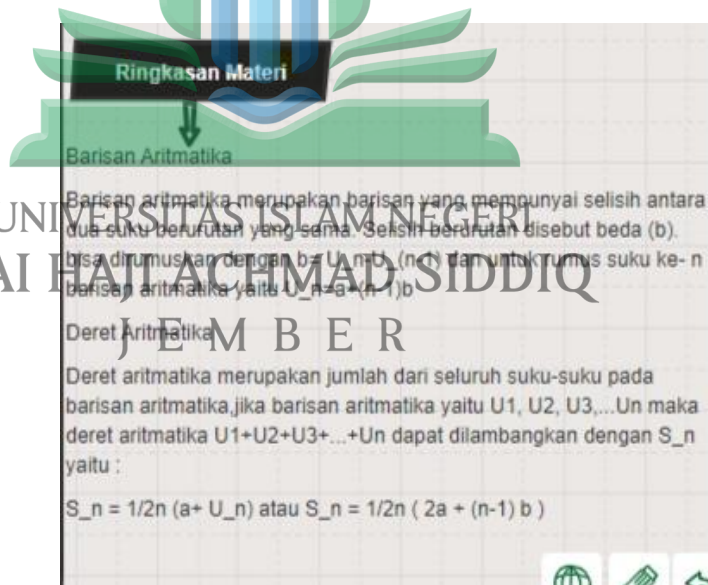 Ringkasan Materi
Barisan Aritmatika
Barisan aritmatika merupakan barisan yang mempunyai selisih antara
UNIVERSITAS ISLAM NEGERI
dua suku berurutan yang sama. Selisih berurutan disebut beda (b).
bisa dirumuskan dengan b= U_n-U_(n-1) dan untuk rumus suku ke- n
AI HAJI ACHMAD SIDDIQ
barisan aritmatika yaitu U_n=a+(n-1)b
Deret Aritmatika
JEMBER
Deret aritmatika merupakan jumlah dari seluruh suku-suku pada
barisan aritmatika,jika barisan aritmatika yaitu U1, U2, U3,...Un maka
deret aritmatika U1+U2+U3+...+Un dapat dilambangkan dengan S_n
yaitu :
S_n = 1/2n (a+ U_n) atau S_n = 1/2n ( 2a + (n-1) b )